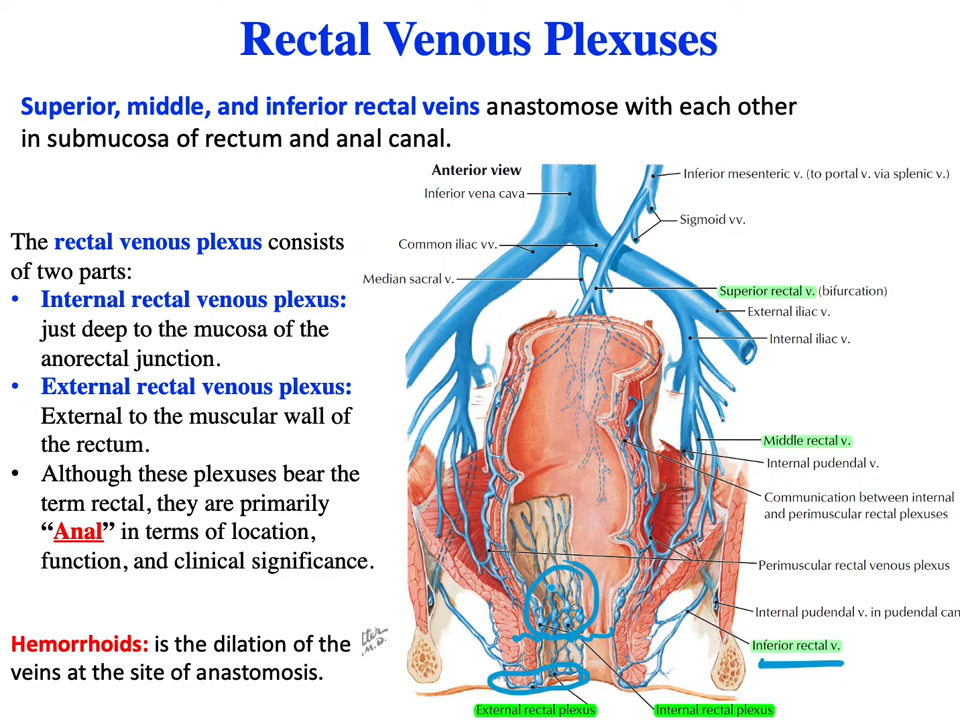 Rectal Venous Plexuses
Superior, middle, and inferior rectal veins anastomose with each other
in submucosa of rectum and anal canal.
The rectal venous plexus consists
of two parts:
• Internal rectal venous plexus:
just deep to the mucosa of the
anorectal junction.
• External rectal venous plexus:
External to the muscular wall of
the rectum.
• Although these plexuses bear the
term rectal, they are primarily
“Anal” in terms of location,
function, and clinical significance.
Hemorrhoids: is the dilation of the
veins at the site of anastomosis.
Anterior view
Inferior vena cava
Common iliac vv.
Median sacral v.
Inferior mesenteric v. (to portal v. via splenic v.)
Sigmoid vv.
Superior rectal v. (bifurcation)
External iliac v.
Internal iliac v.
Middle rectal v.
Internal pudendal v.
Communication between internal
and perimuscular rectal plexuses
Perimuscular rectal venous plexus
Internal pudendal v. in pudendal can
Inferior rectal v.
External rectal plexus
Internal rectal plexus